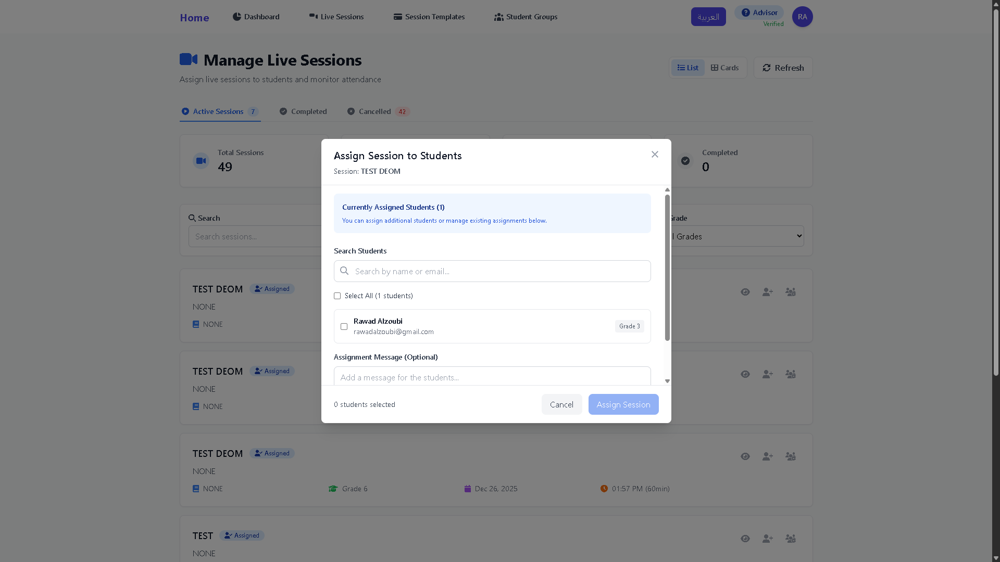 Home
Dashboard
Live Sessions
Session Templates
Student Groups
العربية
Advisor
Verified
RA
Manage Live Sessions
Assign live sessions to students and monitor attendance
List
Cards
Refresh
Active Sessions 7
Completed
Cancelled 42
Total Sessions
49
Completed
0
Search
Search sessions...
Grades
Assign Session to Students
Session: TEST DEOM
Currently Assigned Students (1)
You can assign additional students or manage existing assignments below.
Search Students
Search by name or email...
Select All (1 students)
Rawad Alzoubi
rawadalzoubi@gmail.com
Grade 3
Assignment Message (Optional)
Add a message for the students...
0 students selected
Cancel
Assign Session
TEST DEOM Assigned
NONE
NONE
TEST DEOM Assigned
NONE
NONE
TEST DEOM Assigned
NONE
NONE
Grade 6
Dec 26, 2025
01:57 PM (60min)
TEST Assigned
NONE